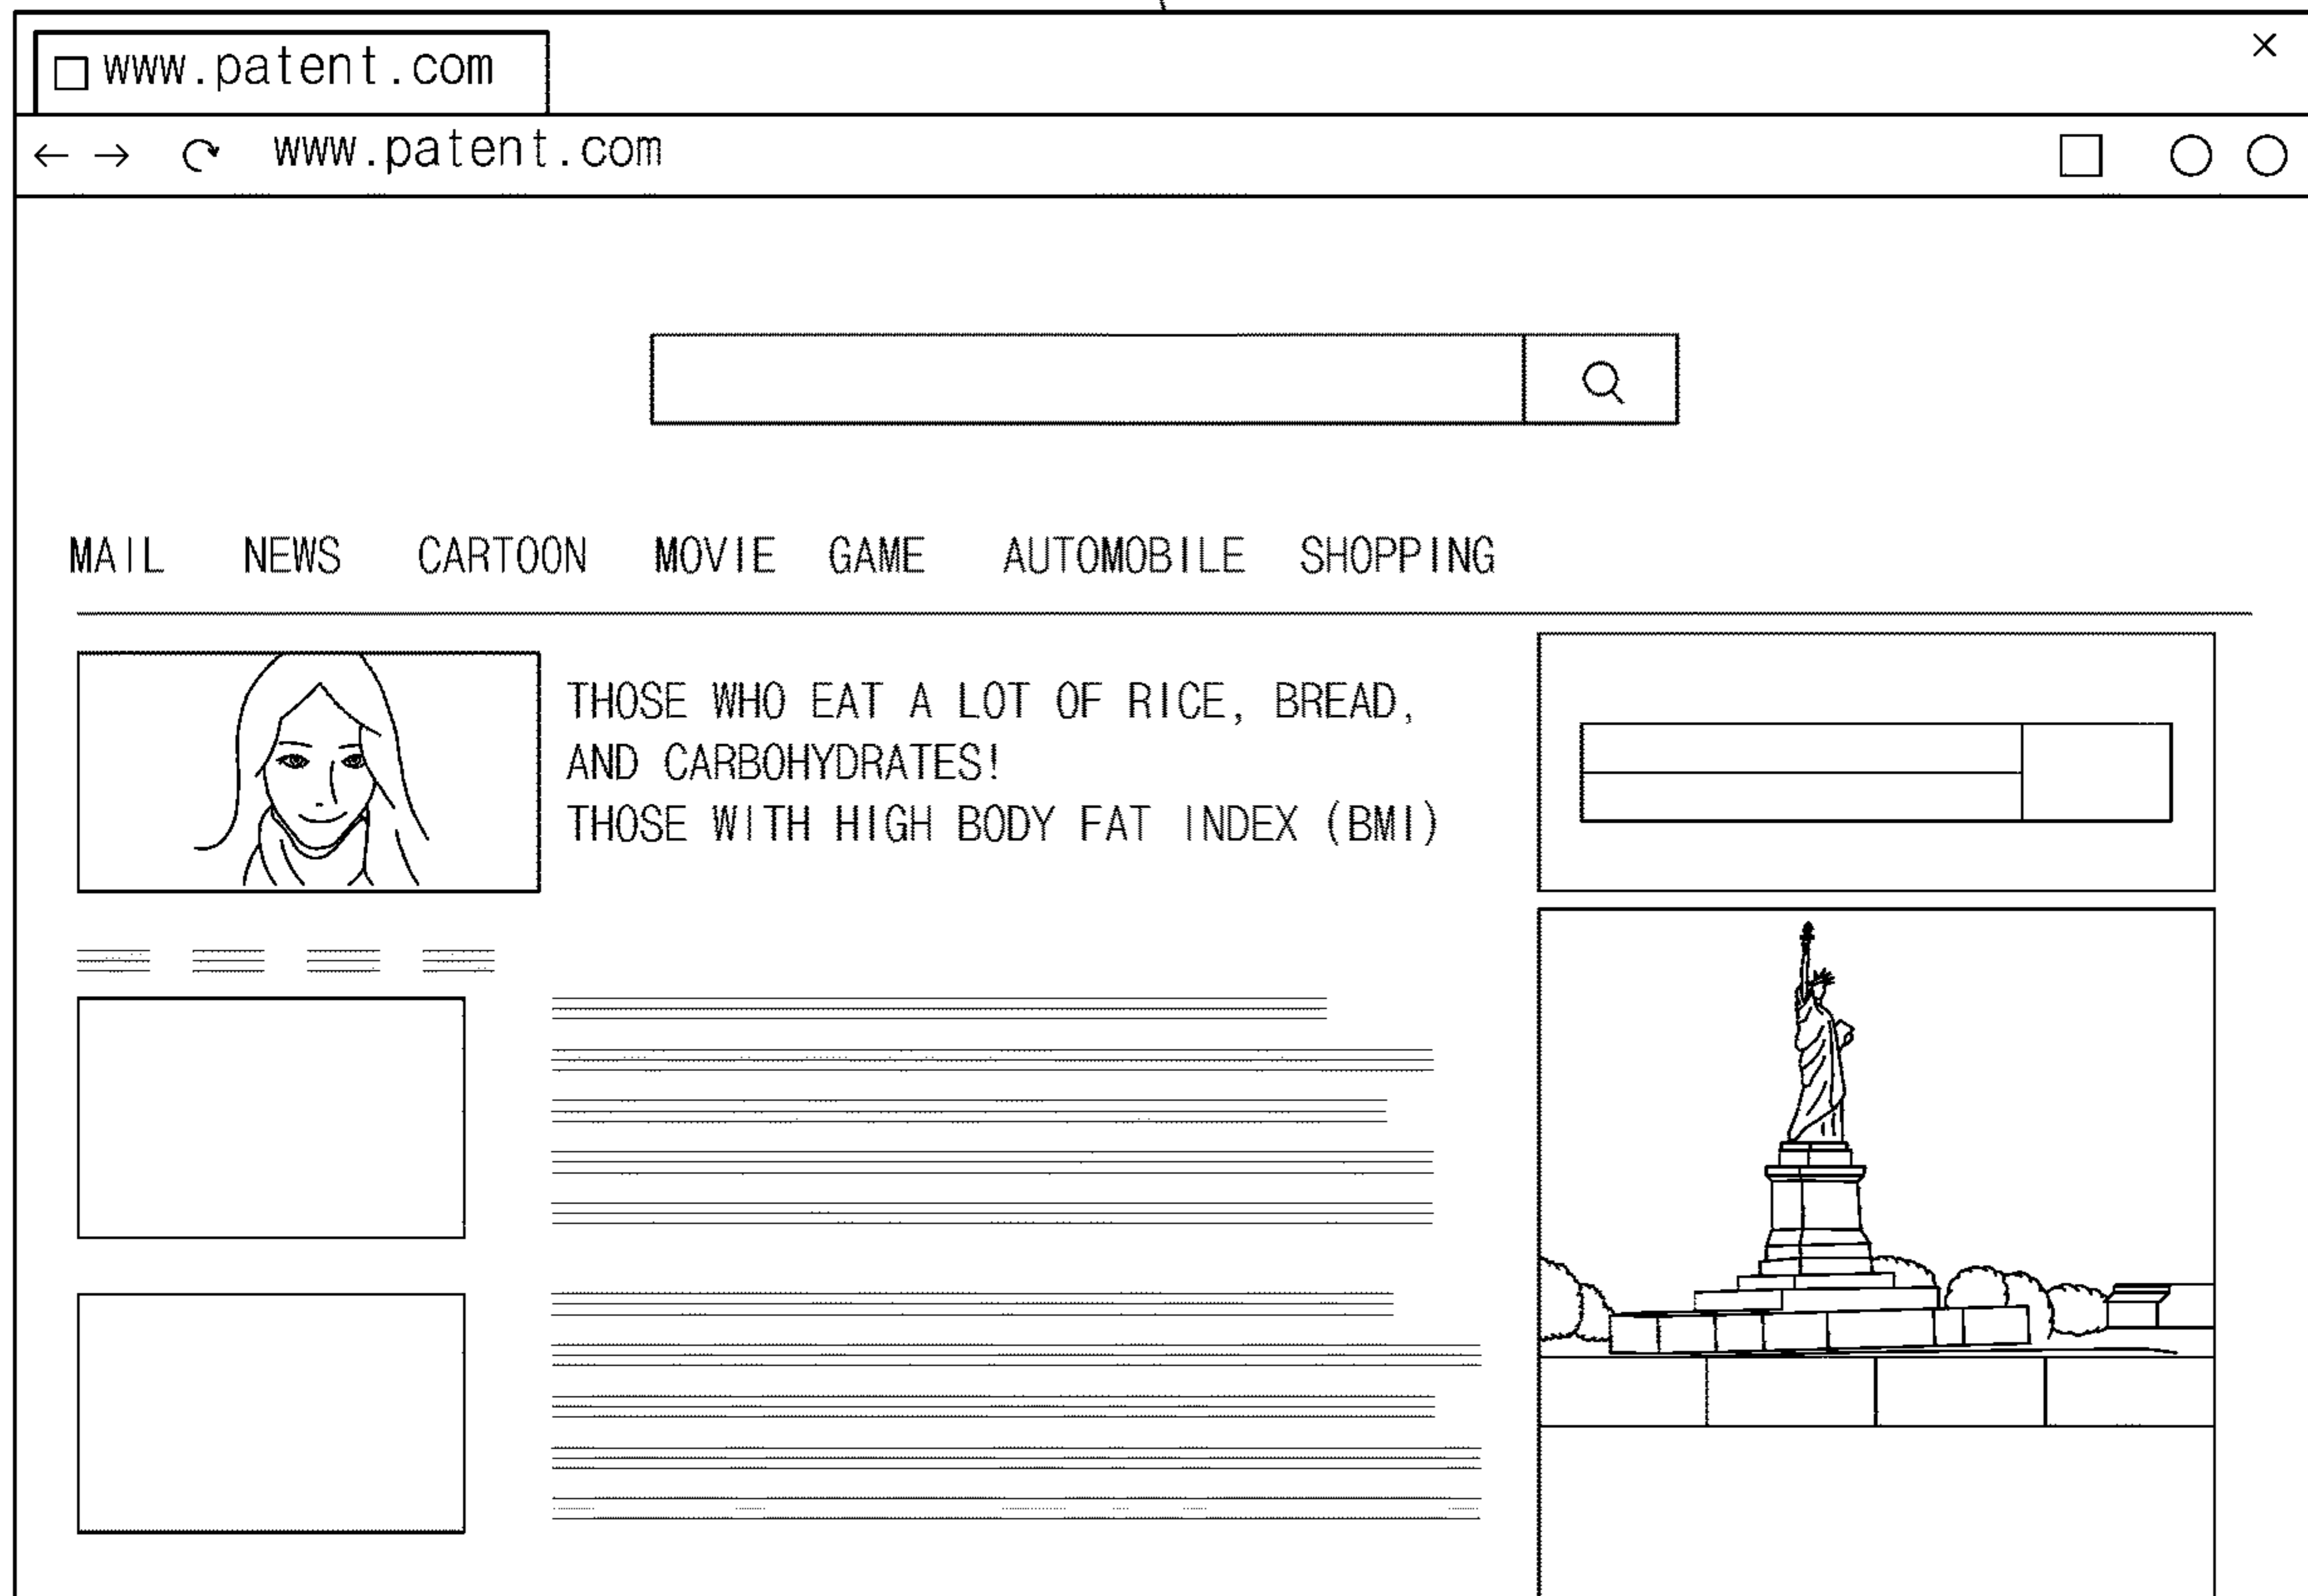 www.patent.com
www.patent.com
MAIL NEWS CARTOON MOVIE GAME AUTOMOBILE SHOPPING
THOSE WHO EAT A LOT OF RICE, BREAD,
AND CARBOHYDRATES!
THOSE WITH HIGH BODY FAT INDEX (BMI)